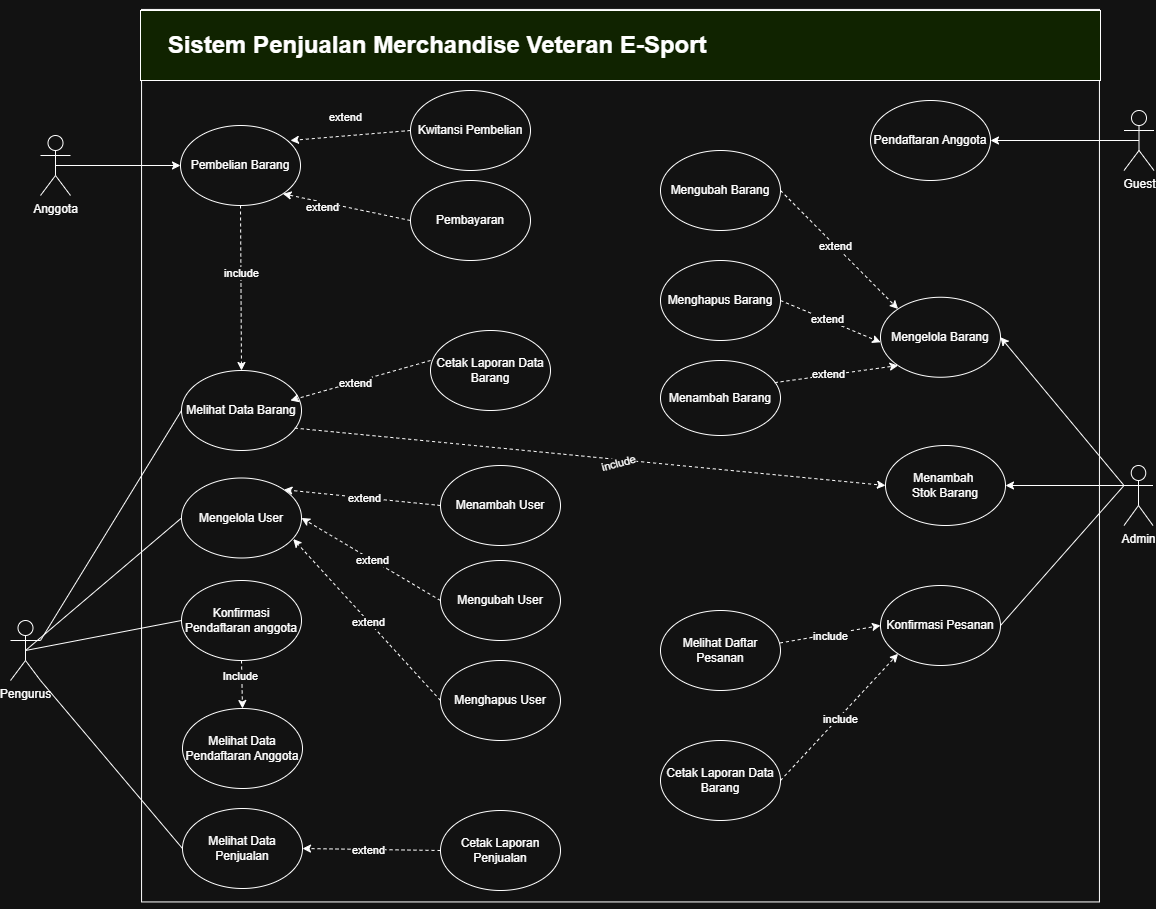 Sistem Penjualan Merchandise Veteran E-Sport
Anggota
Pembelian Barang
extend
Kwitansi Pembelian
extend
Pembayaran
include
Pendaftaran Anggota
Guest
Mengubah Barang
extend
Menghapus Barang
extend
Mengelola Barang
Menambah Barang
extend
Cetak Laporan Data
Barang
extend
Melihat Data Barang
include
Menambah
Stok Barang
Admin
Mengelola User
extend
Menambah User
extend
Mengubah User
extend
Menghapus User
Konfirmasi
Pendaftaran anggota
Include
Melihat Data
Pendaftaran Anggota
Pengurus
Melihat Daftar
Pesanan
include
Konfirmasi Pesanan
include
Cetak Laporan Data
Barang
Melihat Data
Penjualan
extend
Cetak Laporan
Penjualan